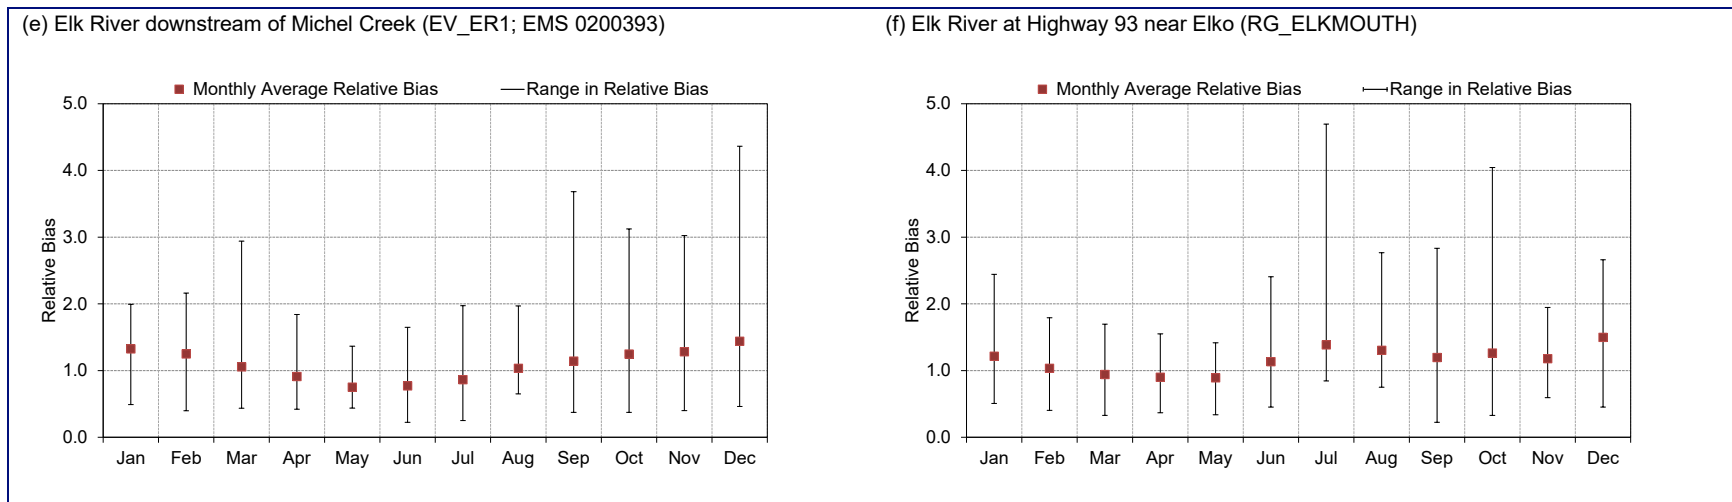 (e) Elk River downstream of Michel Creek (EV_ER1; EMS 0200393)
Monthly Average Relative Bias
Range in Relative Bias
5.0
4.0
3.0
2.0
1.0
0.0
Relative Bias
Jan Feb Mar Apr May Jun Jul Aug Sep Oct Nov Dec
(f) Elk River at Highway 93 near Elko (RG_ELKMOUTH)
Monthly Average Relative Bias
Range in Relative Bias
5.0
4.0
3.0
2.0
1.0
0.0
Relative Bias
Jan Feb Mar Apr May Jun Jul Aug Sep Oct Nov Dec